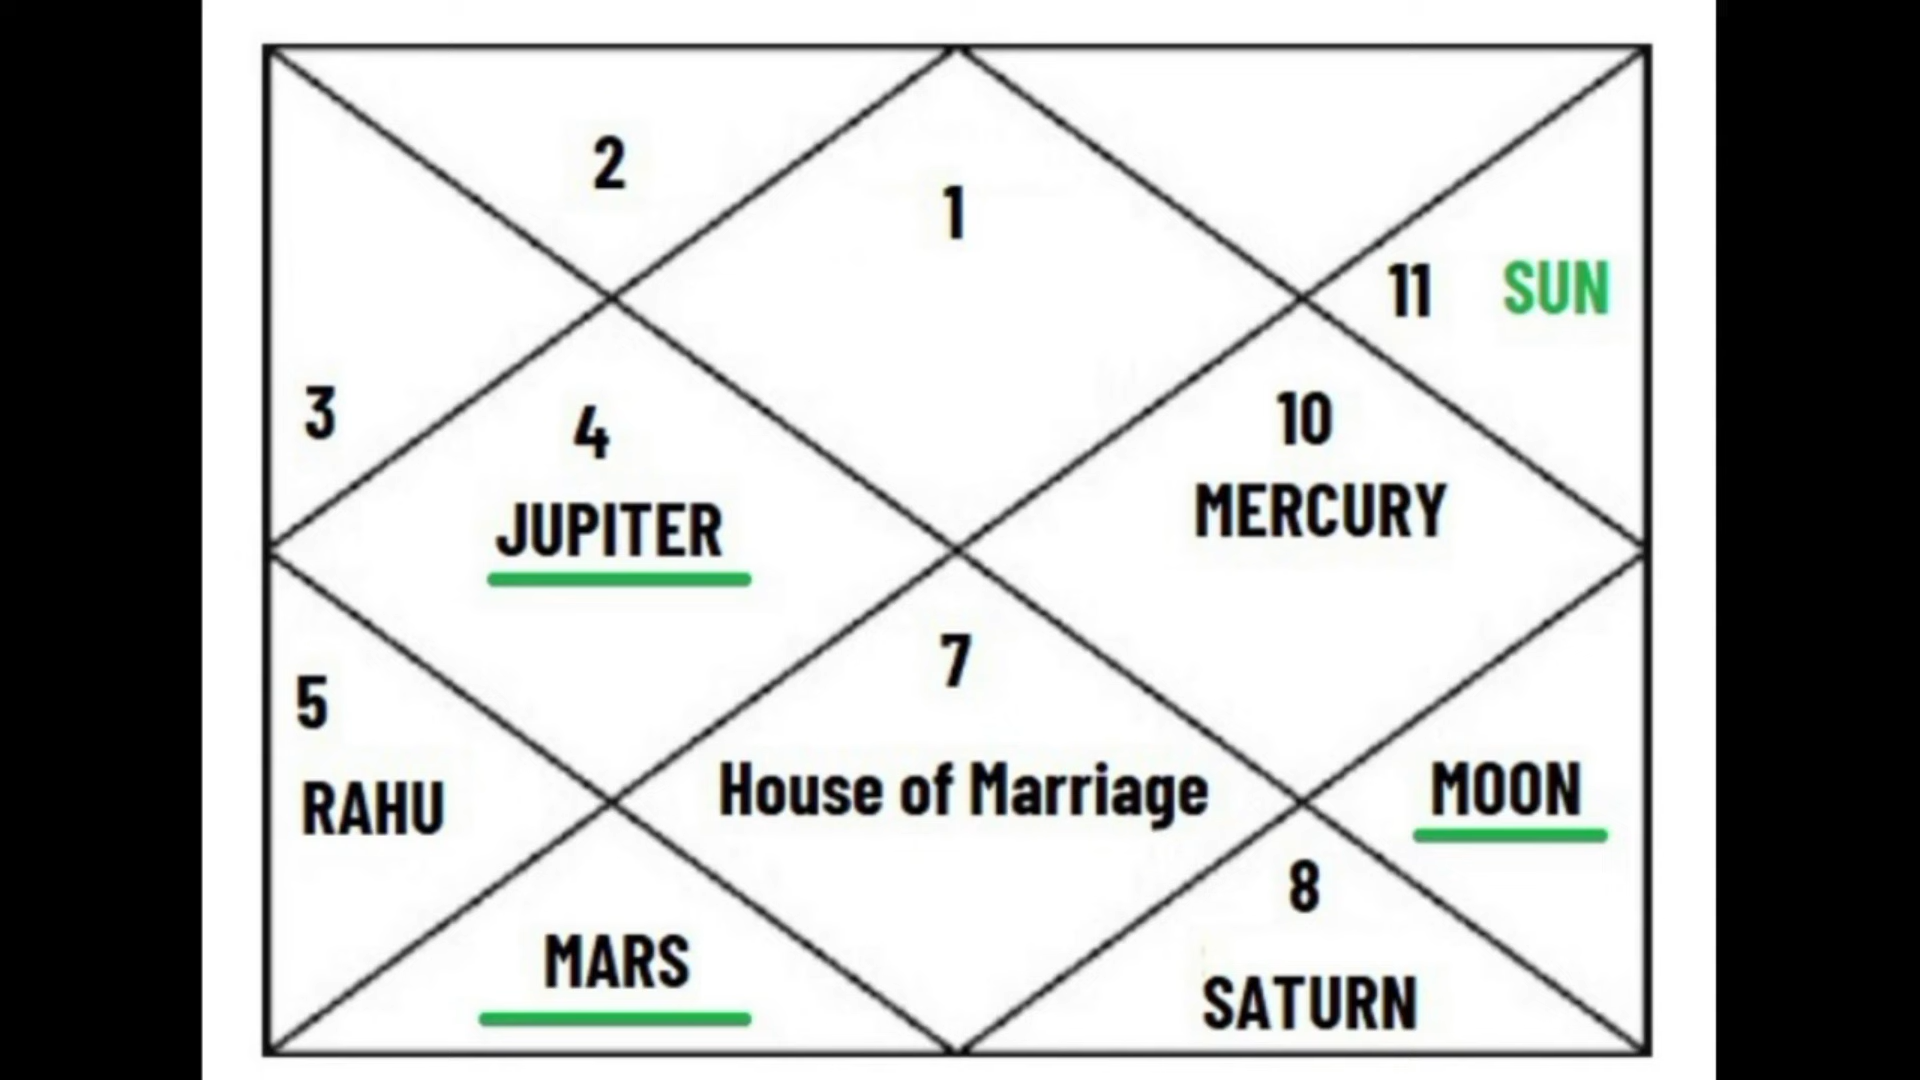 2
1
11 SUN
3
4
JUPITER
10
MERCURY
5
RAHU
7
House of Marriage
MOON
MARS
8
SATURN